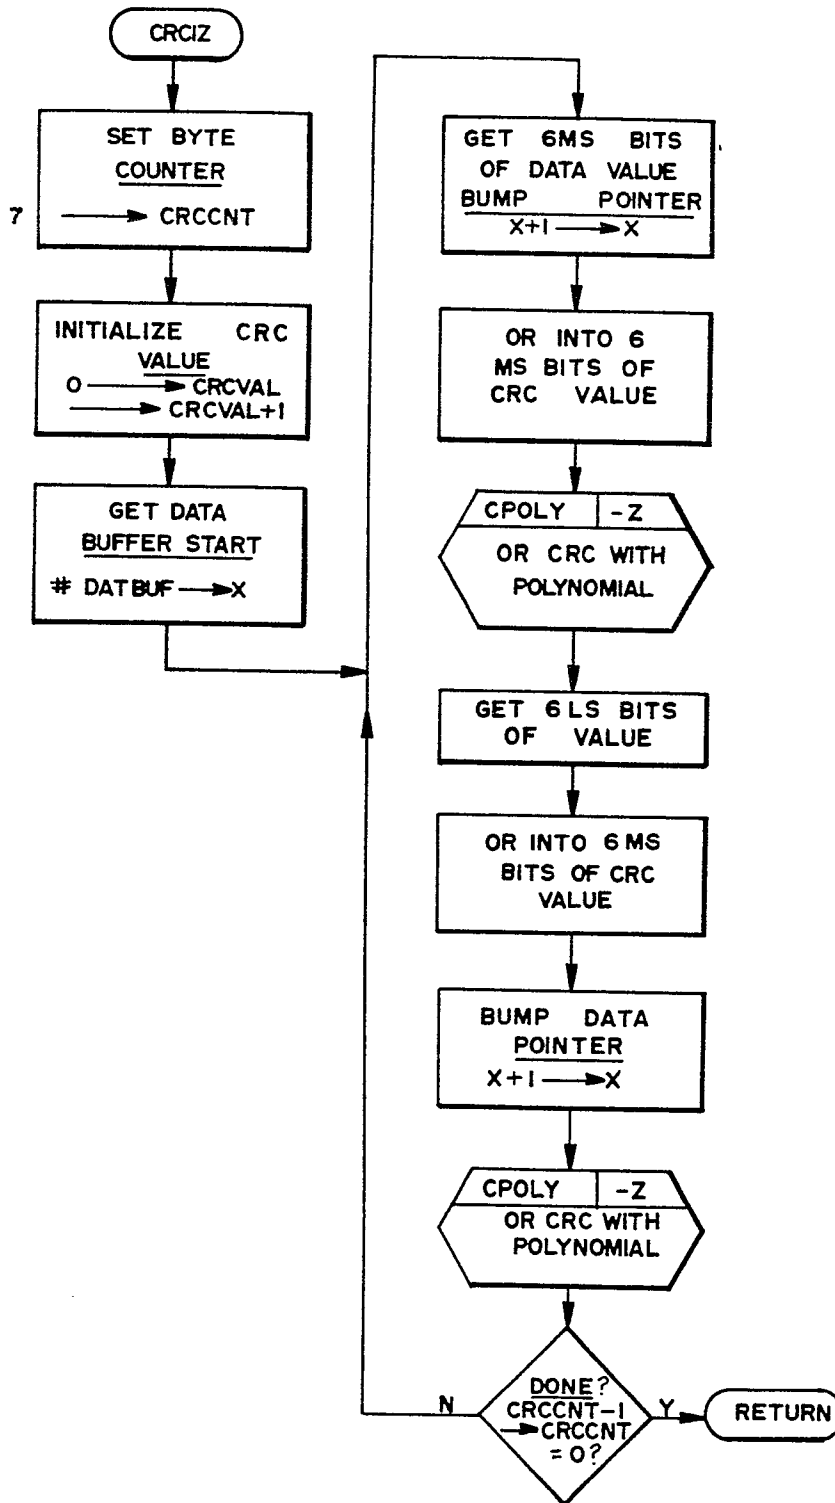 CRCIZ
SET BYTE
COUNTER
7 → CRCCNT
INITIALIZE CRC
VALUE
O → CRCVAL
→ CRCVAL+1
GET DATA
BUFFER START
# DATBUF → X
GET 6MS BITS
OF DATA VALUE
BUMP POINTER
X+1 → X
OR INTO 6
MS BITS OF
CRC VALUE
CPOLY -Z
OR CRC WITH
POLYNOMIAL
GET 6 LS BITS
OF VALUE
OR INTO 6 MS
BITS OF CRC
VALUE
BUMP DATA
POINTER
X+1 → X
CPOLY -Z
OR CRC WITH
POLYNOMIAL
DONE?
CRCCNT-1
→ CRCCNT
= O?
N
Y
RETURN